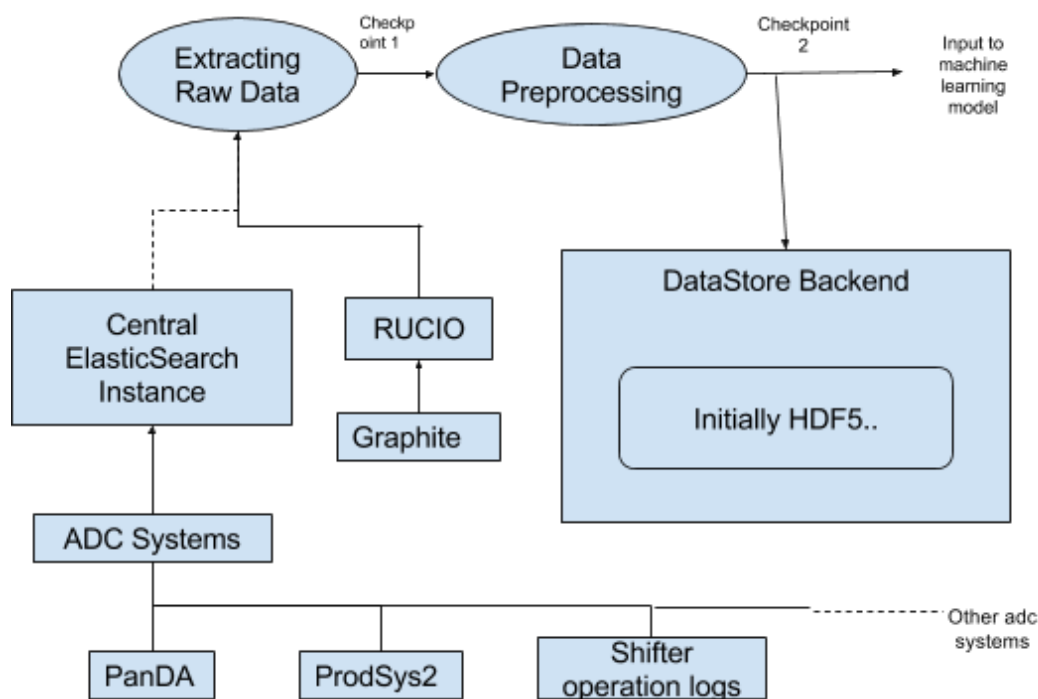 Extracting
Raw Data
Checkp
oint 1
Data
Preprocessing
Checkpoint
2
Input to
machine
learning
model
DataStore Backend
Initially HDF5..
Central
ElasticSearch
Instance
RUCIO
Graphite
ADC Systems
PanDA
ProdSys2
Shifter
operation logs
Other adc
systems